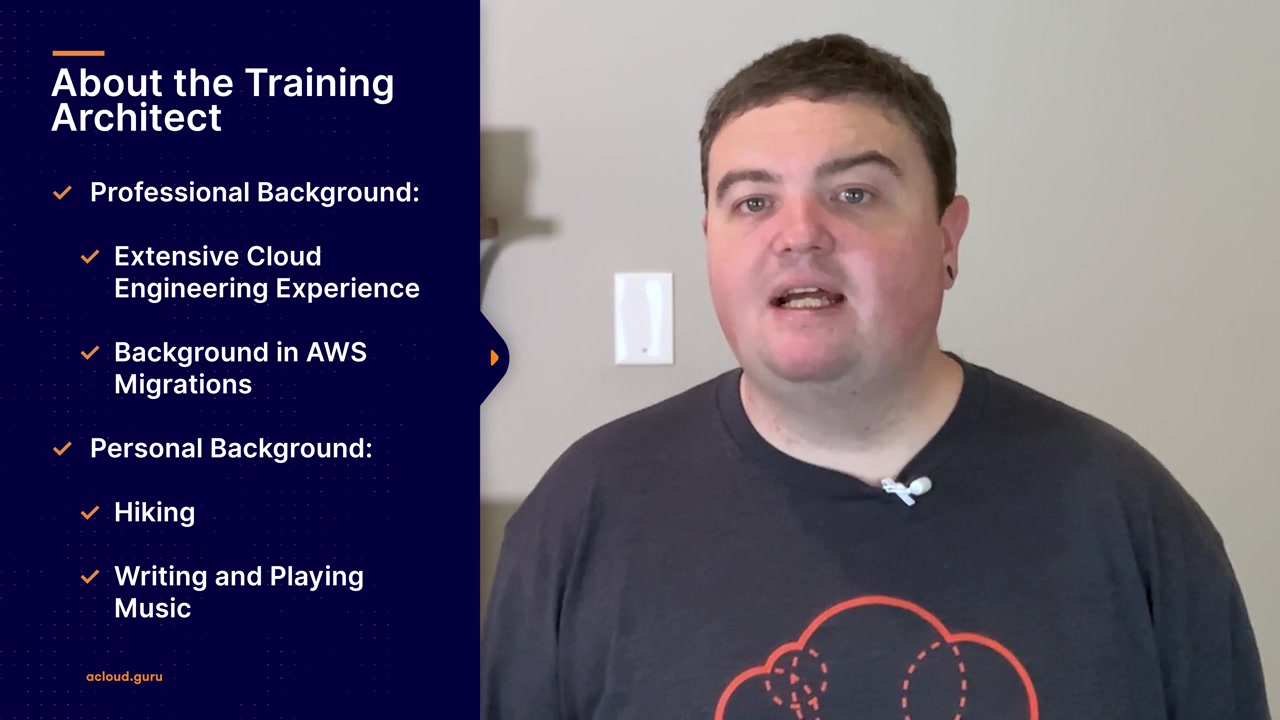 About the Training
Architect
Professional Background:
Extensive Cloud
Engineering Experience
Background in AWS
Migrations
Personal Background:
Hiking
Writing and Playing
Music
acloud.guru